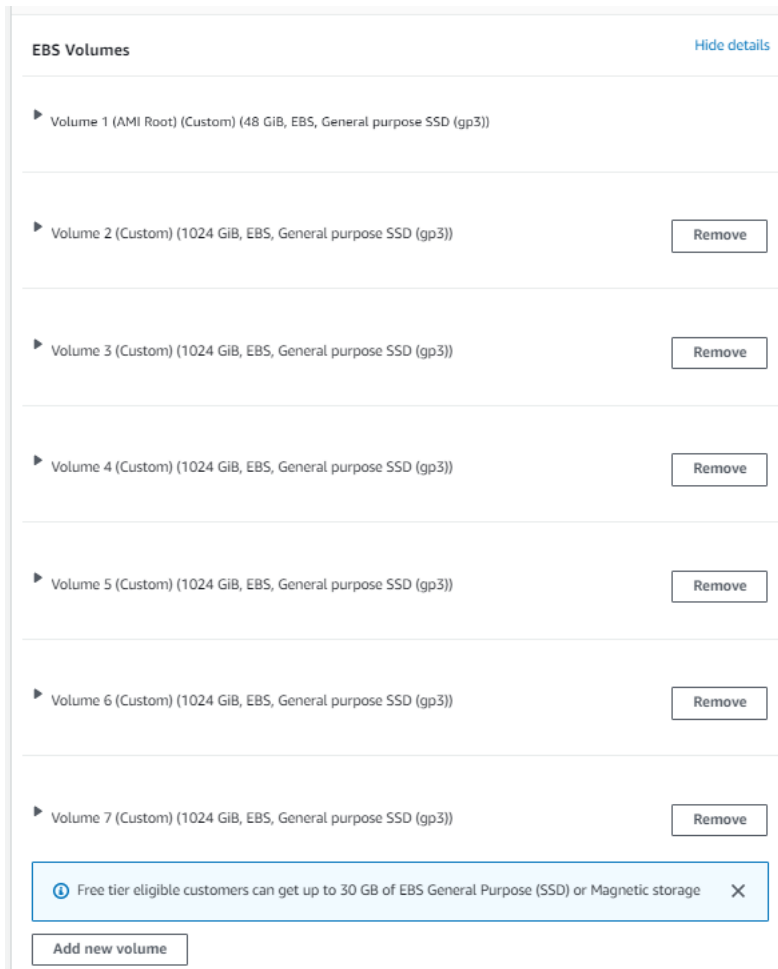 EBS Volumes
Hide details
Volume 1 (AMI Root) (Custom) (48 GiB, EBS, General purpose SSD (gp3))
Volume 2 (Custom) (1024 GiB, EBS, General purpose SSD (gp3))
Remove
Volume 3 (Custom) (1024 GiB, EBS, General purpose SSD (gp3))
Remove
Volume 4 (Custom) (1024 GiB, EBS, General purpose SSD (gp3))
Remove
Volume 5 (Custom) (1024 GiB, EBS, General purpose SSD (gp3))
Remove
Volume 6 (Custom) (1024 GiB, EBS, General purpose SSD (gp3))
Remove
Volume 7 (Custom) (1024 GiB, EBS, General purpose SSD (gp3))
Remove
Free tier eligible customers can get up to 30 GB of EBS General Purpose (SSD) or Magnetic storage
Add new volume